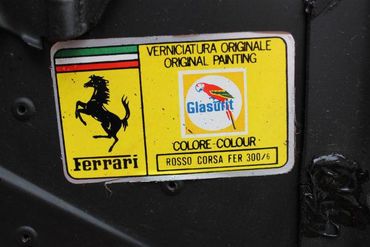 VERNICIATURA ORIGINALE
ORIGINAL PAINTING
Glasurit
COLORE-COLOUR
ROSSO CORSA FER 300/6
Ferrari